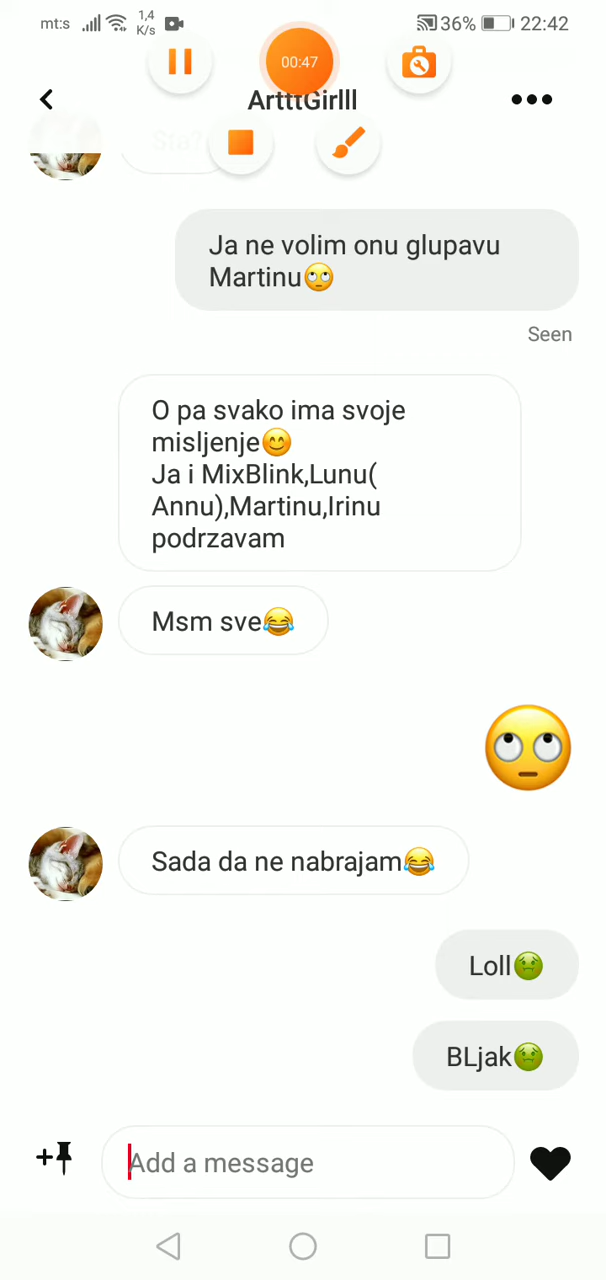 mt:s 1,4 K/s 36% 22:42
00:47
ArtttGirlll
Šta?
Ja ne volim onu glupavu
Martinu🙄
Seen
O pa svako ima svoje
misljenje😊
Ja i MixBlink,Lunu(
Annu),Martinu,Irinu
podrzavam
Msm sve😂
🙄
Sada da ne nabrajam😂
Loll🤢
BLjak🤢
Add a message